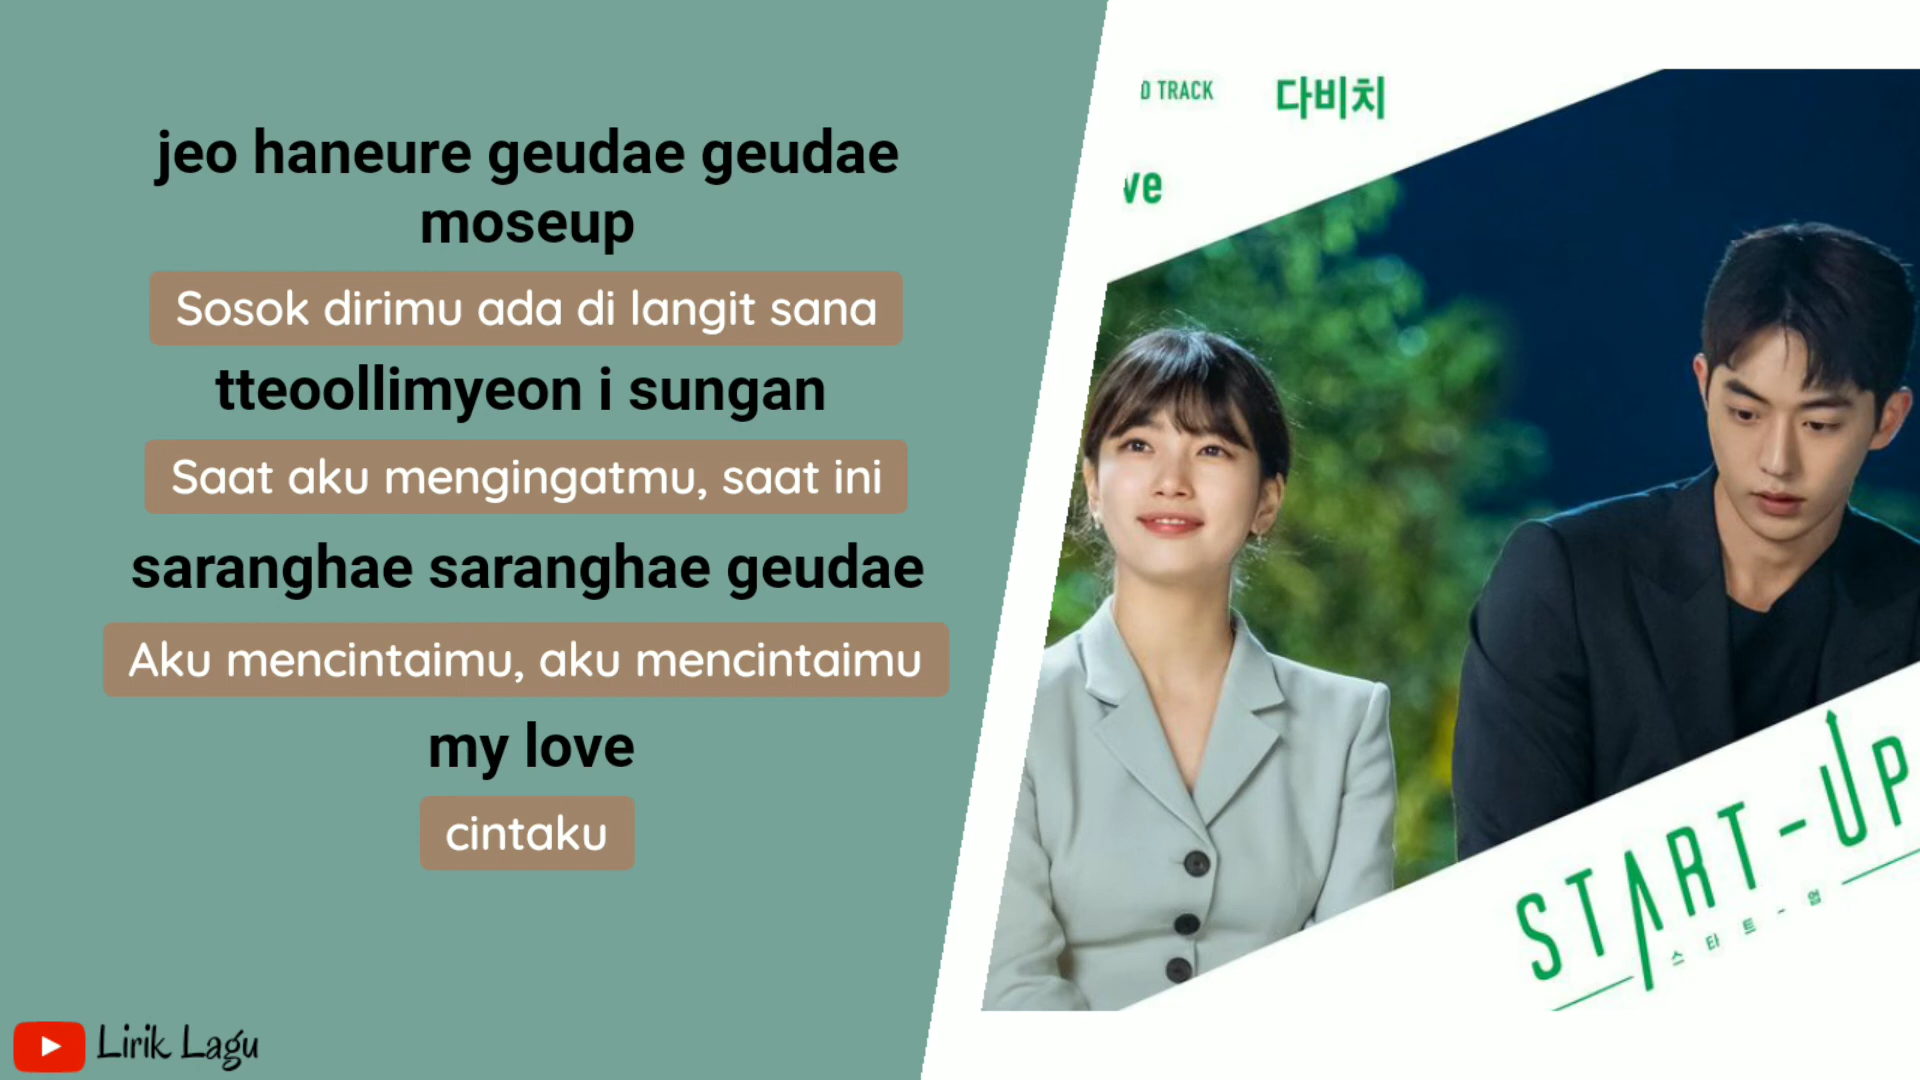 jeo haneure geudae geudae
moseup
Sosok dirimu ada di langit sana
tteoollimyeon i sungan
Saat aku mengingatmu, saat ini
saranghae saranghae geudae
Aku mencintaimu, aku mencintaimu
my love
cintaku
Lirik Lagu
D TRACK
다비치
ve
START-UP
스타트-업